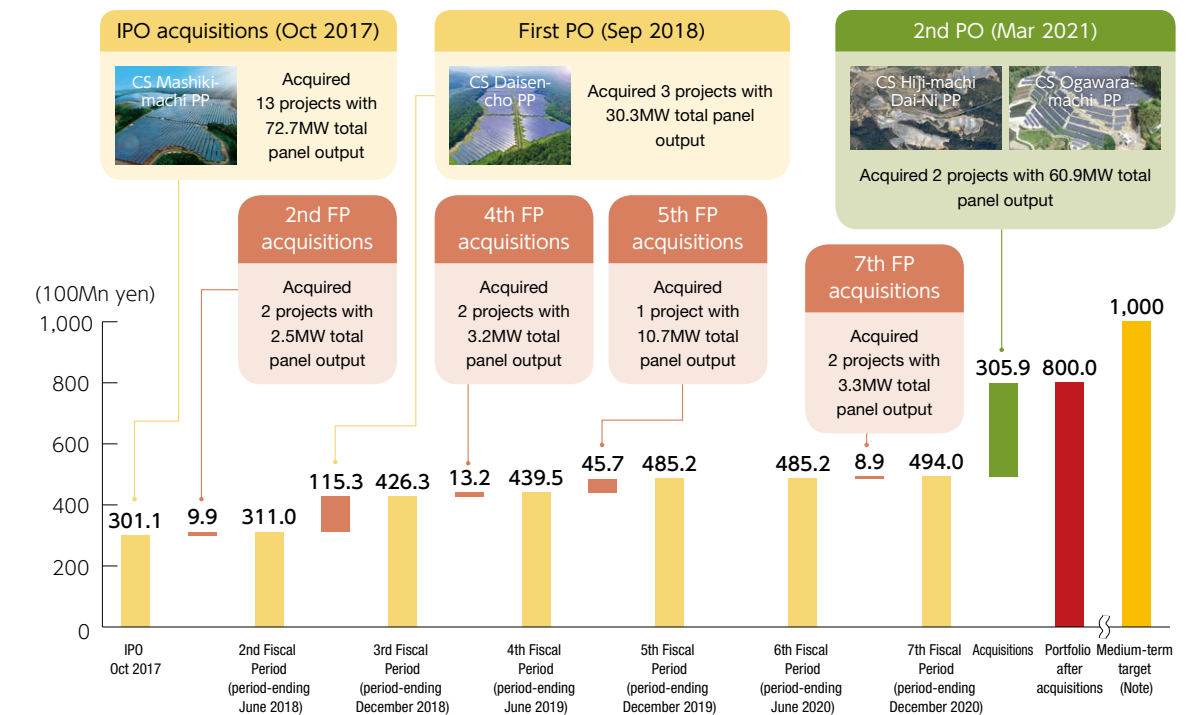 IPO acquisitions (Oct 2017)
CS Mashiki-
machi PP
Acquired
13 projects with
72.7MW total
panel output
First PO (Sep 2018)
CS Daisen-
cho PP
Acquired 3 projects with
30.3MW total panel
output
2nd PO (Mar 2021)
CS Hiji-machi
Dai-Ni PP
CS Ogawara-
machi PP
Acquired 2 projects with 60.9MW total
panel output
2nd FP
acquisitions
Acquired
2 projects with
2.5MW total
panel output
4th FP
acquisitions
Acquired
2 projects with
3.2MW total
panel output
5th FP
acquisitions
Acquired
1 project with
10.7MW total
panel output
7th FP
acquisitions
Acquired
2 projects with
3.3MW total
panel output
(100Mn yen)
1,000
800
600
400
200
0
301.1
9.9
311.0
115.3
426.3
13.2
439.5
45.7
485.2
485.2
8.9
494.0
305.9
800.0
1,000
IPO
Oct 2017
2nd Fiscal
Period
(period-ending
June 2018)
3rd Fiscal
Period
(period-ending
December 2018)
4th Fiscal
Period
(period-ending
June 2019)
5th Fiscal
Period
(period-ending
December 2019)
6th Fiscal
Period
(period-ending
June 2020)
7th Fiscal
Period
(period-ending
December 2020)
Acquisitions
Portfolio
after
acquisitions
Medium-term
target
(Note)